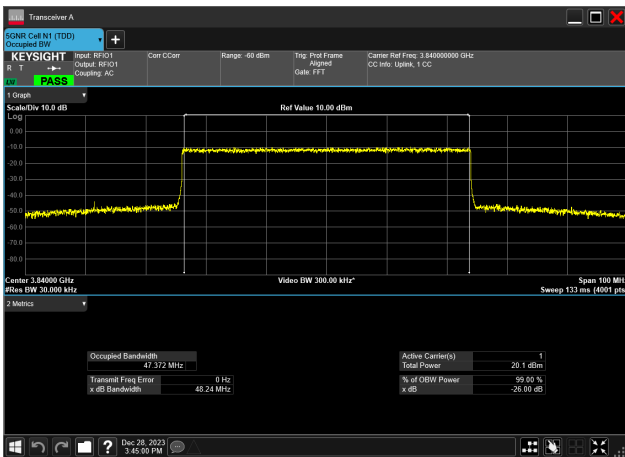 Transceiver A
5GNR Cell N1 (TDD)
Occupied BW
KEYSIGHT
R T
LNI
PASS
Input: RFIO1
Output: RFIO1
Coupling: AC
Corr CCorr
Range: -60 dBm
Trig: Prot Frame
Aligned
Gate: FFT
Carrier Ref Freq: 3.840000000 GHz
CC Info: Uplink, 1 CC
1 Graph
Scale/Div 10.0 dB
Ref Value 10.00 dBm
Log
0.00
-10.0
-20.0
-30.0
-40.0
-50.0
-60.0
-70.0
-80.0
Center 3.84000 GHz
Video BW 300.00 kHz*
Span 100 MHz
#Res BW 30.000 kHz
Sweep 133 ms (4001 pts
2 Metrics
Occupied Bandwidth
47.372 MHz
Active Carrier(s) 1
Total Power 20.1 dBm
Transmit Freq Error 0 Hz
x dB Bandwidth 48.24 MHz
% of OBW Power 99.00 %
x dB -26.00 dB
?
Dec 28, 2023
3:45:00 PM